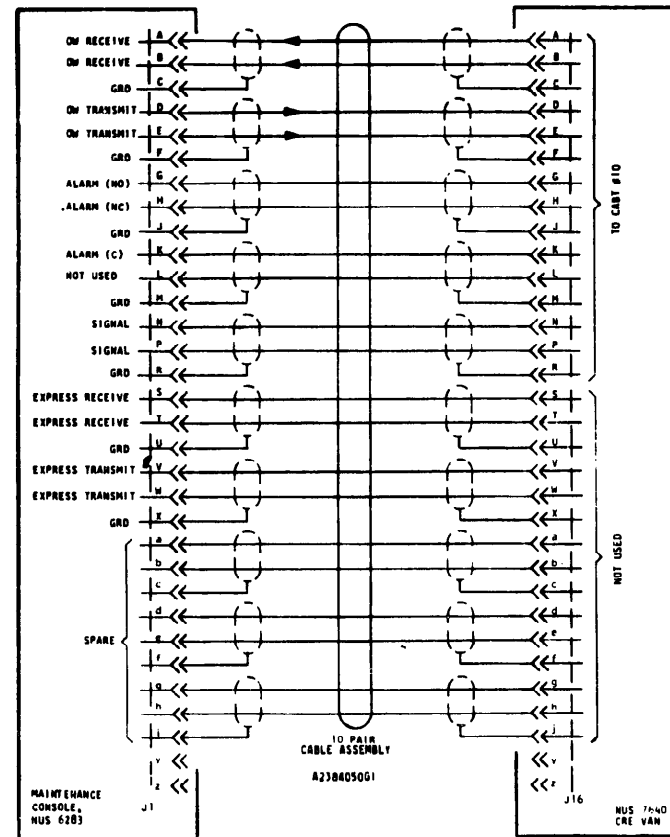 OW RECEIVE A A
OW RECEIVE B B
GRD C C
OW TRANSMIT D D
OW TRANSMIT E E
GRD F F
ALARM (NO) G G
ALARM (NC) H H
GRD J J
ALARM (C) K K
NOT USED L L
GRD M M
SIGNAL N N
SIGNAL P P
GRD R R
TO CABT #10
EXPRESS RECEIVE S S
EXPRESS RECEIVE T T
GRD U U
EXPRESS TRANSMIT V V
EXPRESS TRANSMIT W W
GRD X X
a a
b b
c c
d d
SPARE e e
f f
g g
h h
i j
NOT USED
y y
z z
10 PAIR
CABLE ASSEMBLY
A2384050G1
MAINTENANCE
CONSOLE,
NUS 6283
J1
J16
NUS 7640
CRE VAN